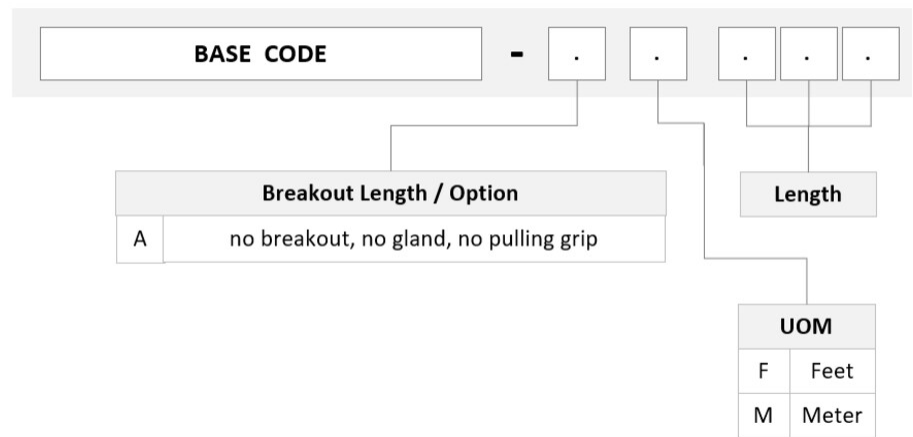 BASE CODE - . . . . .
Breakout Length / Option
A no breakout, no gland, no pulling grip
Length
UOM
F Feet
M Meter